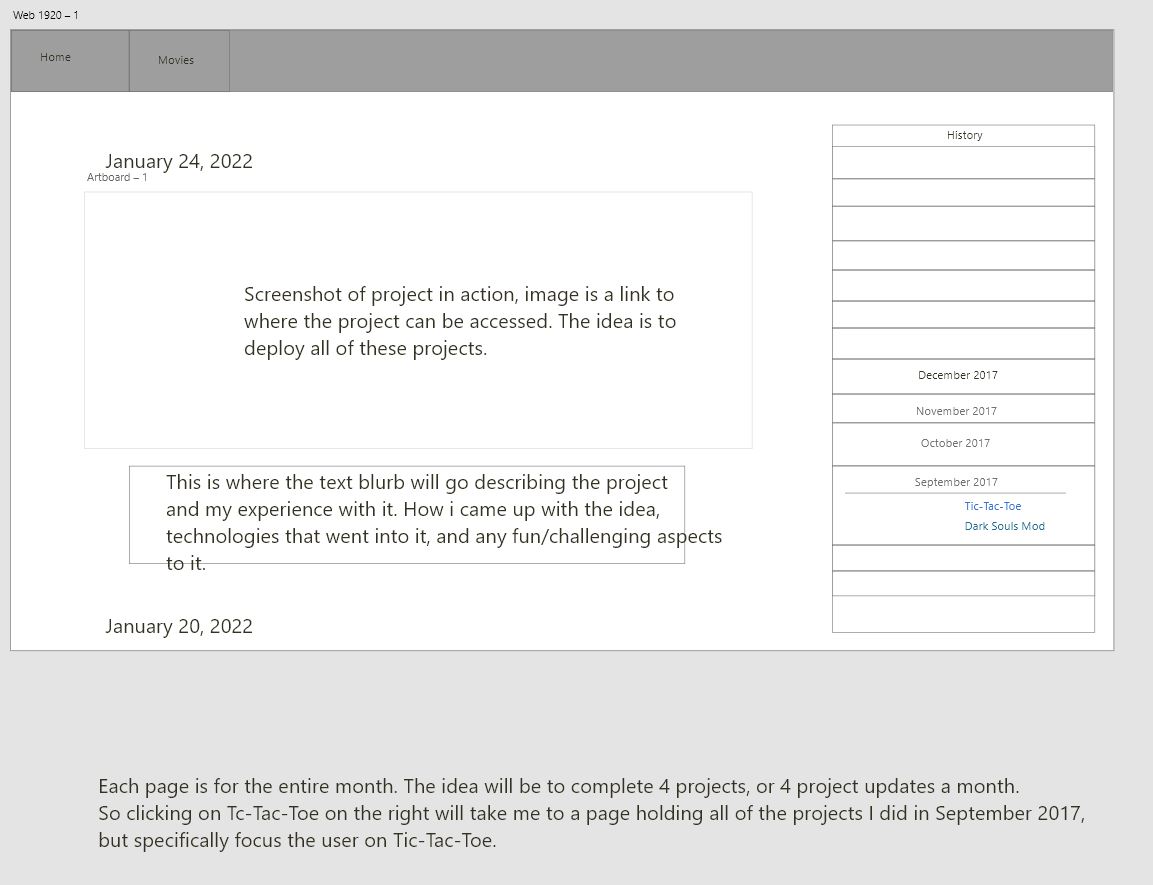 Web 1920 – 1
Home
Movies
History
January 24, 2022
Artboard – 1
Screenshot of project in action, image is a link to
where the project can be accessed. The idea is to
deploy all of these projects.
This is where the text blurb will go describing the project
and my experience with it. How i came up with the idea,
technologies that went into it, and any fun/challenging aspects
to it.
January 20, 2022
December 2017
November 2017
October 2017
September 2017
Tic-Tac-Toe
Dark Souls Mod
Each page is for the entire month. The idea will be to complete 4 projects, or 4 project updates a month.
So clicking on Tc-Tac-Toe on the right will take me to a page holding all of the projects I did in September 2017,
but specifically focus the user on Tic-Tac-Toe.